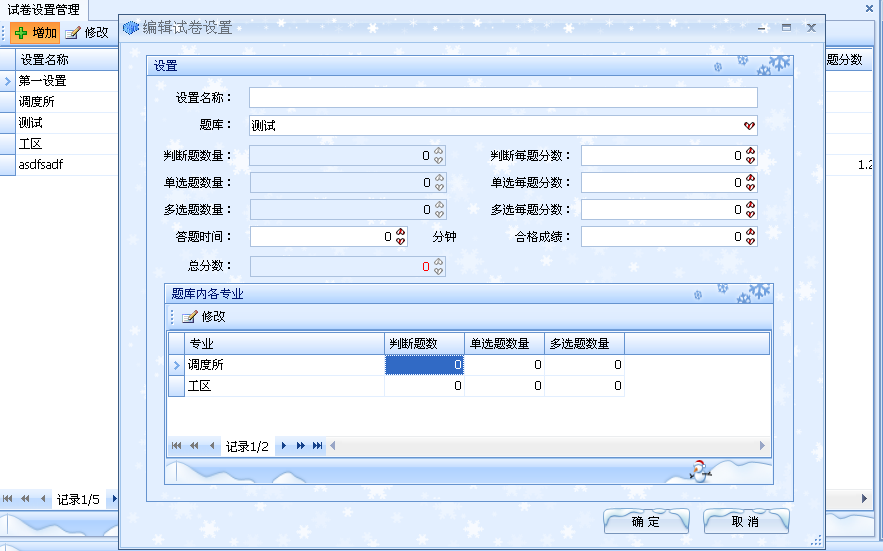 试卷设置管理
增加 修改
设置名称
第一设置
调度所
测试
工区
asdfsadf
记录1/5
题分数
1.2
编辑试卷设置
设置
设置名称：
题库： 测试
判断题数量： 0 判断每题分数： 0
单选题数量： 0 单选每题分数： 0
多选题数量： 0 多选每题分数： 0
答题时间： 0 分钟 合格成绩： 0
总分数： 0
题库内各专业
修改
专业 判断题数 单选题数量 多选题数量
调度所 0 0 0
工区 0 0 0
记录1/2
确 定 取 消